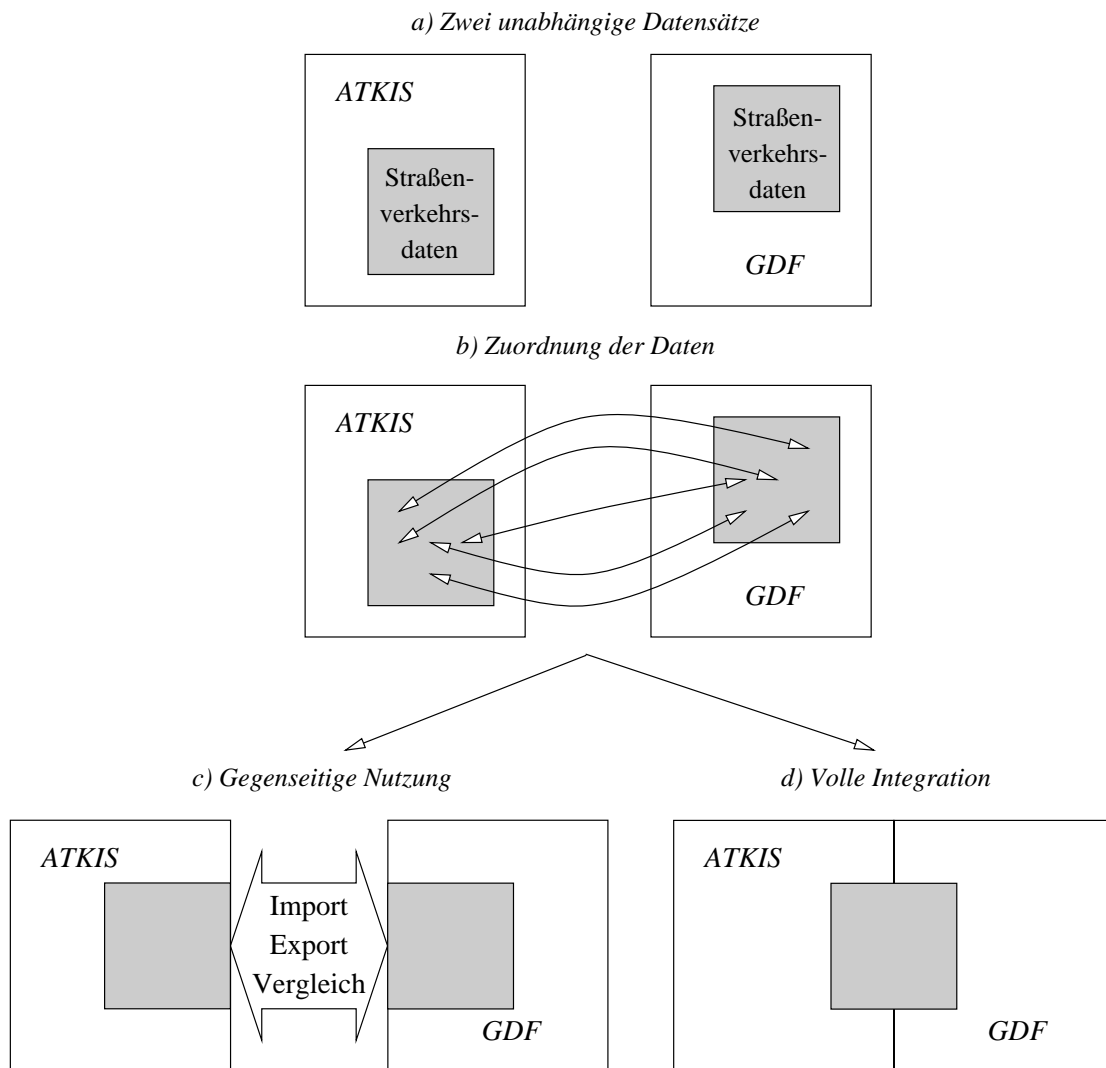 a) Zwei unabhängige Datensätze
ATKIS
Straßen-
verkehrs-
daten
Straßen-
verkehrs-
daten
GDF
b) Zuordnung der Daten
ATKIS
GDF
c) Gegenseitige Nutzung
d) Volle Integration
ATKIS
Import
Export
Vergleich
GDF
ATKIS
GDF